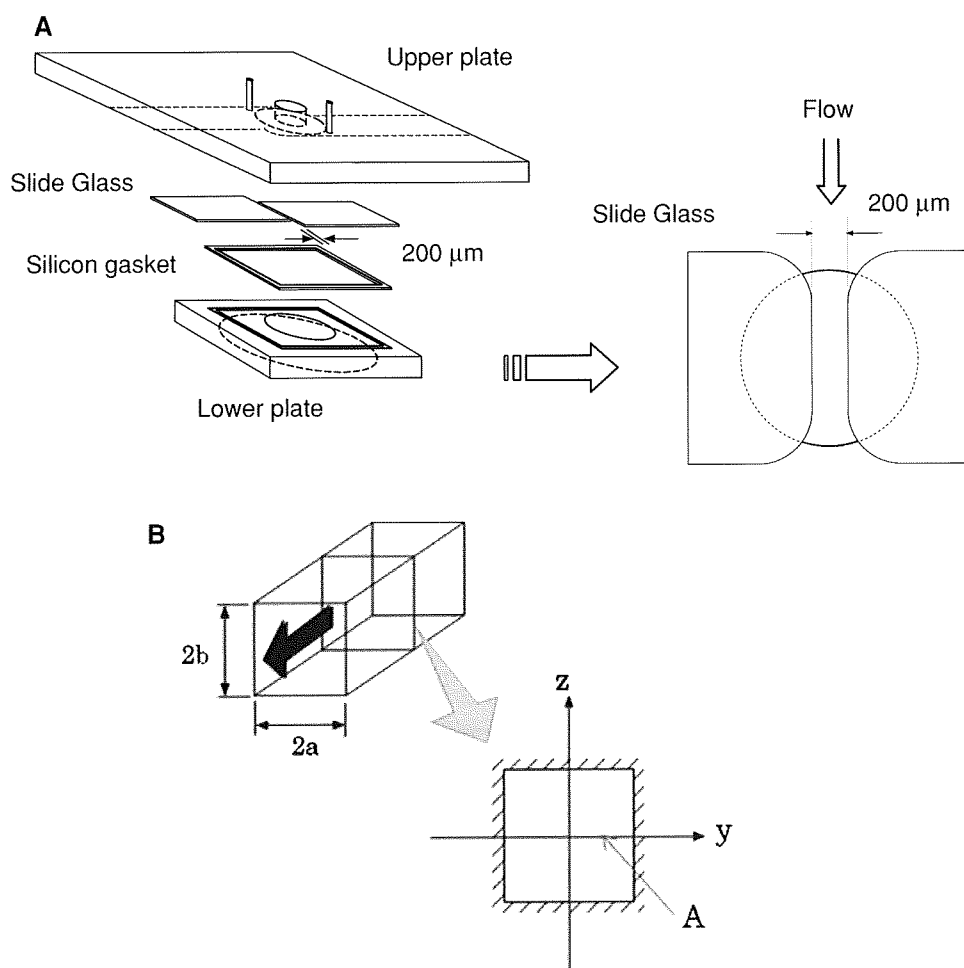 A
Upper plate
Flow
Slide Glass
Slide Glass
200 μm
200 μm
Silicon gasket
Lower plate
B
2b
2a
z
y
A